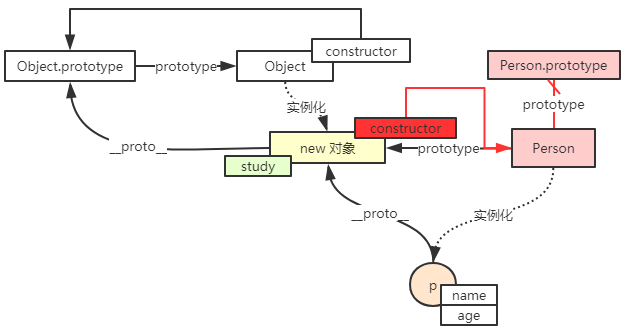 constructor
Object.prototype
prototype
Object
Person.prototype
实例化
prototype
constructor
__proto__
new 对象
prototype
Person
study
__proto__
实例化
p
name
age